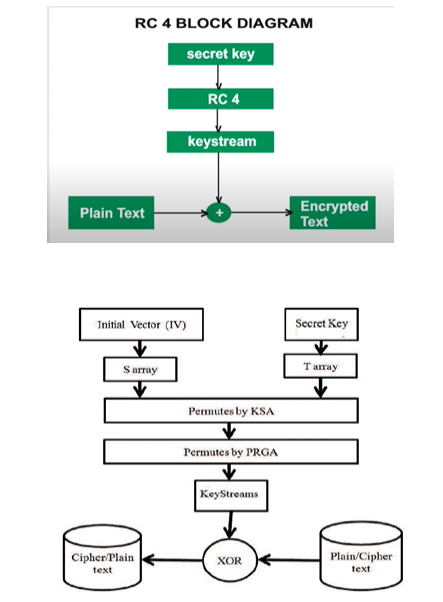 RC 4 BLOCK DIAGRAM
secret key
RC 4
keystream
Plain Text
+
Encrypted
Text
Initial Vector (IV)
Secret Key
S array
T array
Permutes by KSA
Permutes by PRGA
KeyStreams
Cipher/Plain
text
XOR
Plain/Cipher
text